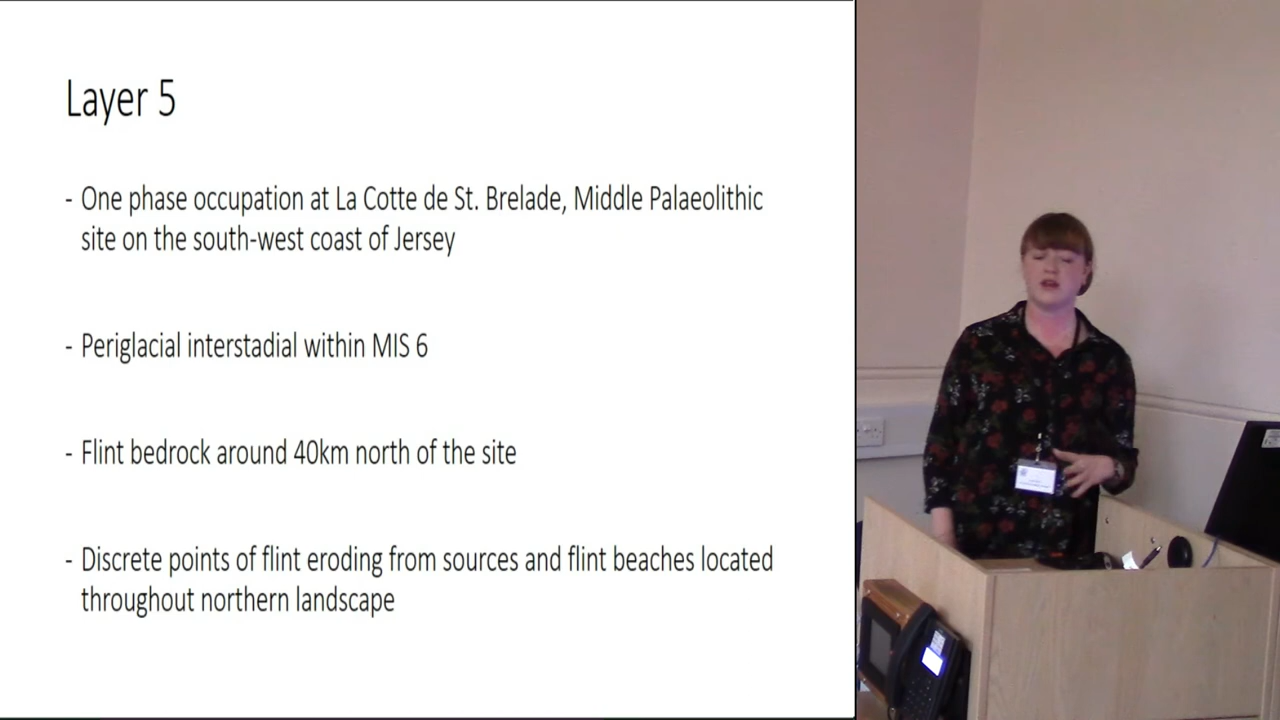 Layer 5
- One phase occupation at La Cotte de St. Brelade, Middle Palaeolithic
site on the south-west coast of Jersey
- Periglacial interstadial within MIS 6
- Flint bedrock around 40km north of the site
- Discrete points of flint eroding from sources and flint beaches located
throughout northern landscape